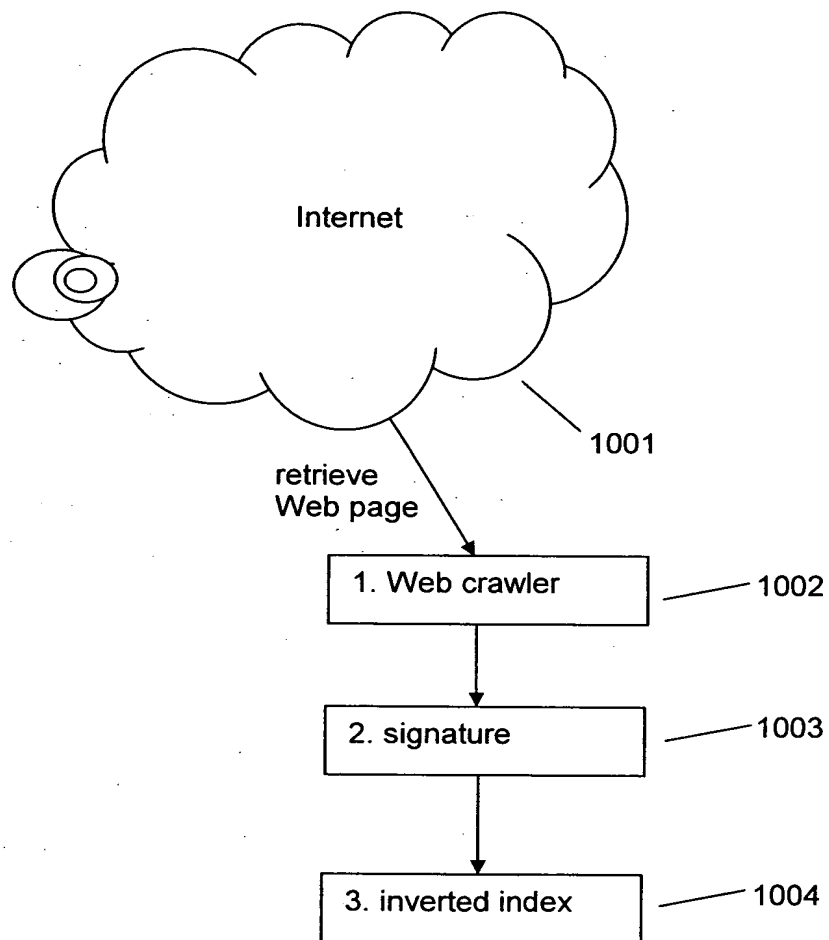 Internet
1001
retrieve
Web page
1. Web crawler
1002
2. signature
1003
3. inverted index
1004